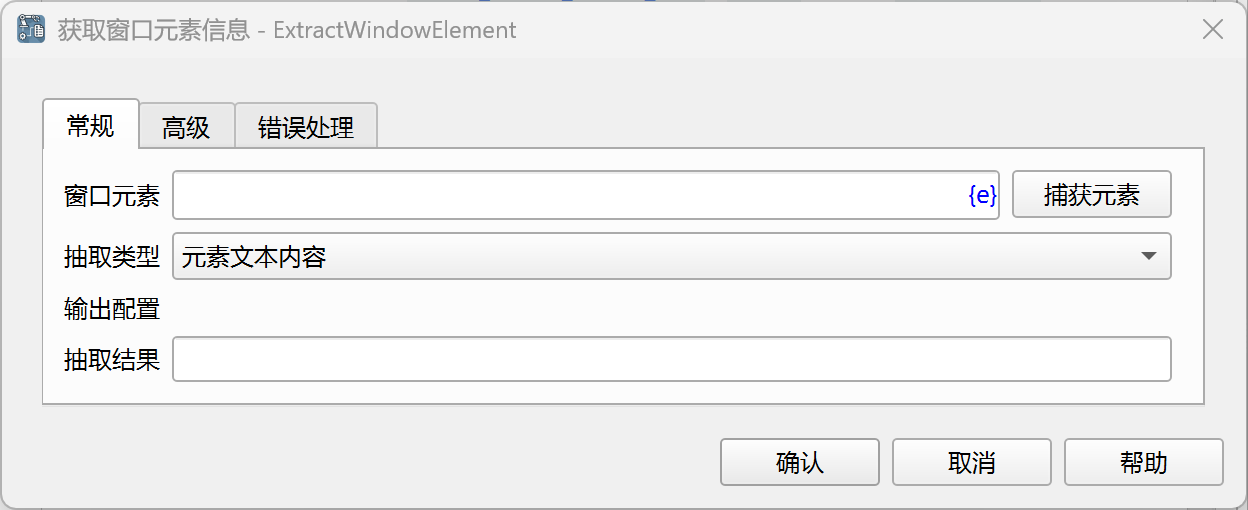 获取窗口元素信息 - ExtractWindowElement
常规 高级 错误处理
窗口元素 {e} 捕获元素
抽取类型 元素文本内容
输出配置
抽取结果
确认 取消 帮助